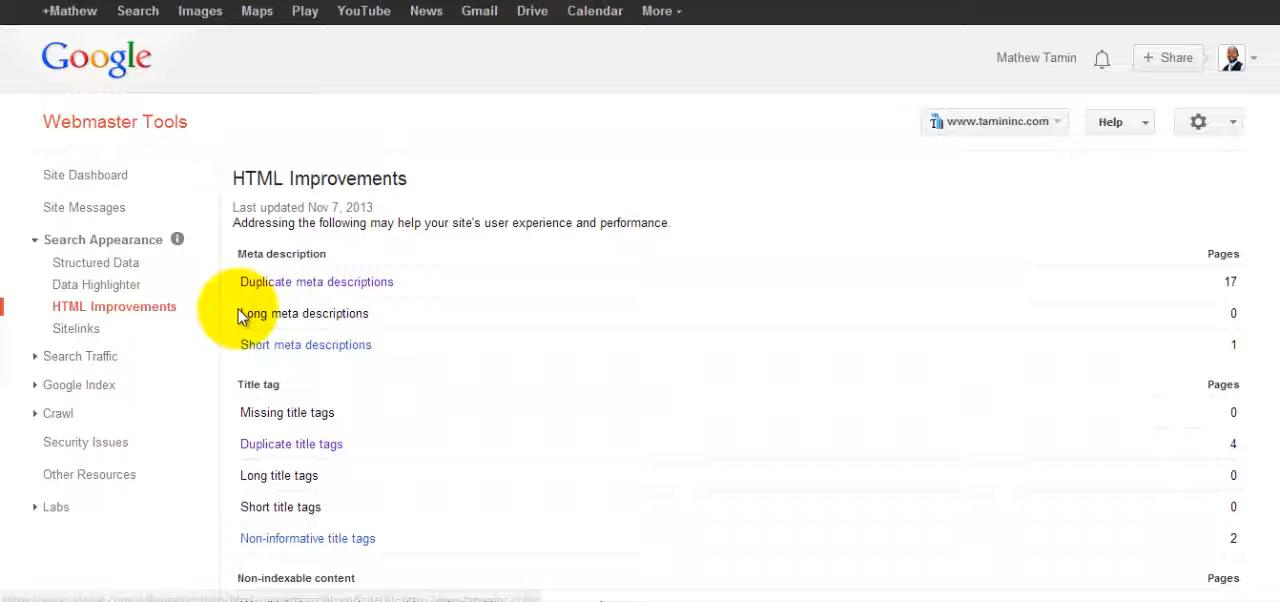 +Mathew Search Images Maps Play YouTube News Gmail Drive Calendar More
Google
Mathew Tamin + Share
Webmaster Tools
www.tamininc.com Help
Site Dashboard
Site Messages
Search Appearance i
Structured Data
Data Highlighter
HTML Improvements
Sitelinks
Search Traffic
Google Index
Crawl
Security Issues
Other Resources
Labs
HTML Improvements
Last updated Nov 7, 2013
Addressing the following may help your site's user experience and performance.
Meta description Pages
Duplicate meta descriptions 17
Long meta descriptions 0
Short meta descriptions 1
Title tag Pages
Missing title tags 0
Duplicate title tags 4
Long title tags 0
Short title tags 0
Non-informative title tags 2
Non-indexable content Pages